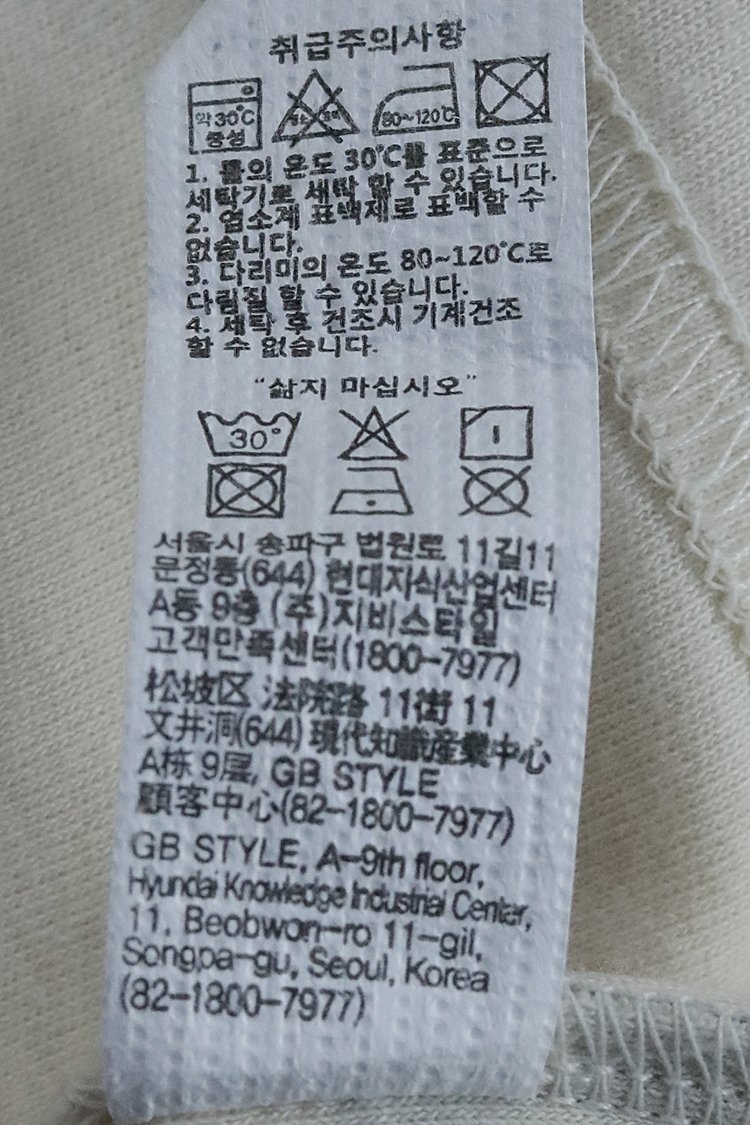 취급주의사항
약 30℃
중성
80~120℃
1. 물의 온도 30℃를 표준으로
세탁기로 세탁 할 수 있습니다.
2. 염소계 표백제로 표백할 수
없습니다.
3. 다리미의 온도 80~120℃로
다림질 할 수 있습니다.
4. 세탁 후 건조시 기계건조
할 수 없습니다.
“삶지 마십시오”
30°
서울시 송파구 법원로 11길11
문정동(644) 현대지식산업센터
A동 9층 (주)지비스타일
고객만족센터(1800-7977)
松坡区 法院路 11街 11
文井洞(644) 現代知識産業中心
A栋 9层, GB STYLE
顧客中心(82-1800-7977)
GB STYLE, A-9th floor,
Hyundai Knowledge Industrial Center,
11, Beobwon-ro 11-gil,
Songpa-gu, Seoul, Korea
(82-1800-7977)